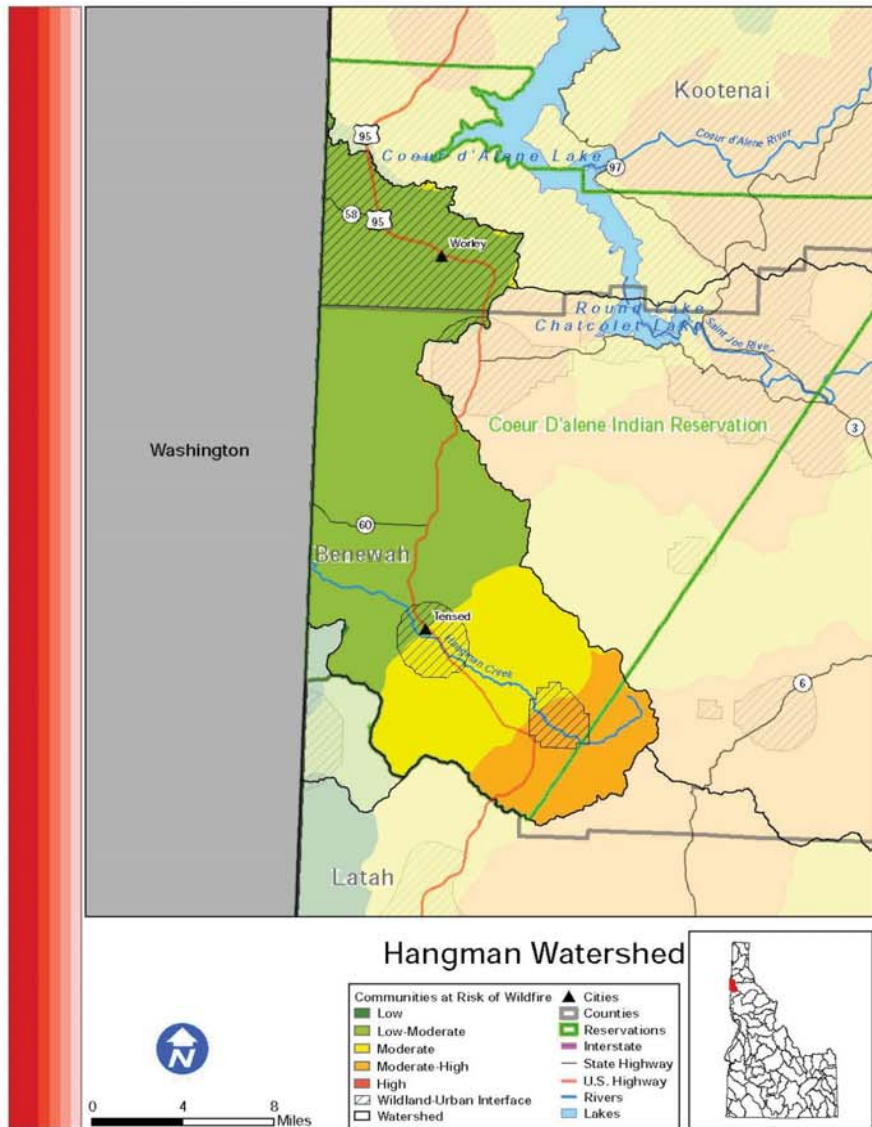 Kootenai
Coeur d'Alene River
95
Coeur d'Alene Lake
97
58
95
Worley
Round Lake
Chatcolet Lake
Saint Joe River
Coeur D'alene Indian Reservation
3
Washington
60
Benewah
Tensed
Hangman Creek
6
Latah
Hangman Watershed
Communities at Risk of Wildfire
Low
Low-Moderate
Moderate
Moderate-High
High
Wildland-Urban Interface
Watershed
Cities
Counties
Reservations
Interstate
State Highway
U.S. Highway
Rivers
Lakes
N
0 4 8
Miles